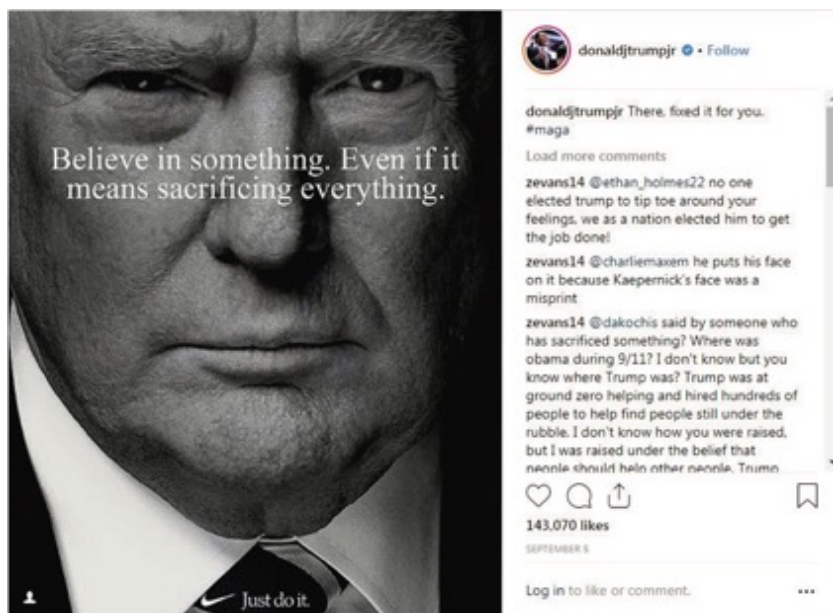 Believe in something. Even if it
means sacrificing everything.
Just do it.
donaldjtrumpjr • Follow
donaldjtrumpjr There, fixed it for you.
#maga
Load more comments
zevans14 @ethan_holmes22 no one
elected trump to tip toe around your
feelings, we as a nation elected him to get
the job done!
zevans14 @charliemaxem he puts his face
on it because Kaepernick's face was a
misprint
zevans14 @dakochis said by someone who
has sacrificed something? Where was
obama during 9/11? I don't know but you
know where Trump was? Trump was at
ground zero helping and hired hundreds of
people to help find people still under the
rubble. I don't know how you were raised,
but I was raised under the belief that
people should help other people. Trump
143,070 likes
SEPTEMBER 5
Log in to like or comment.